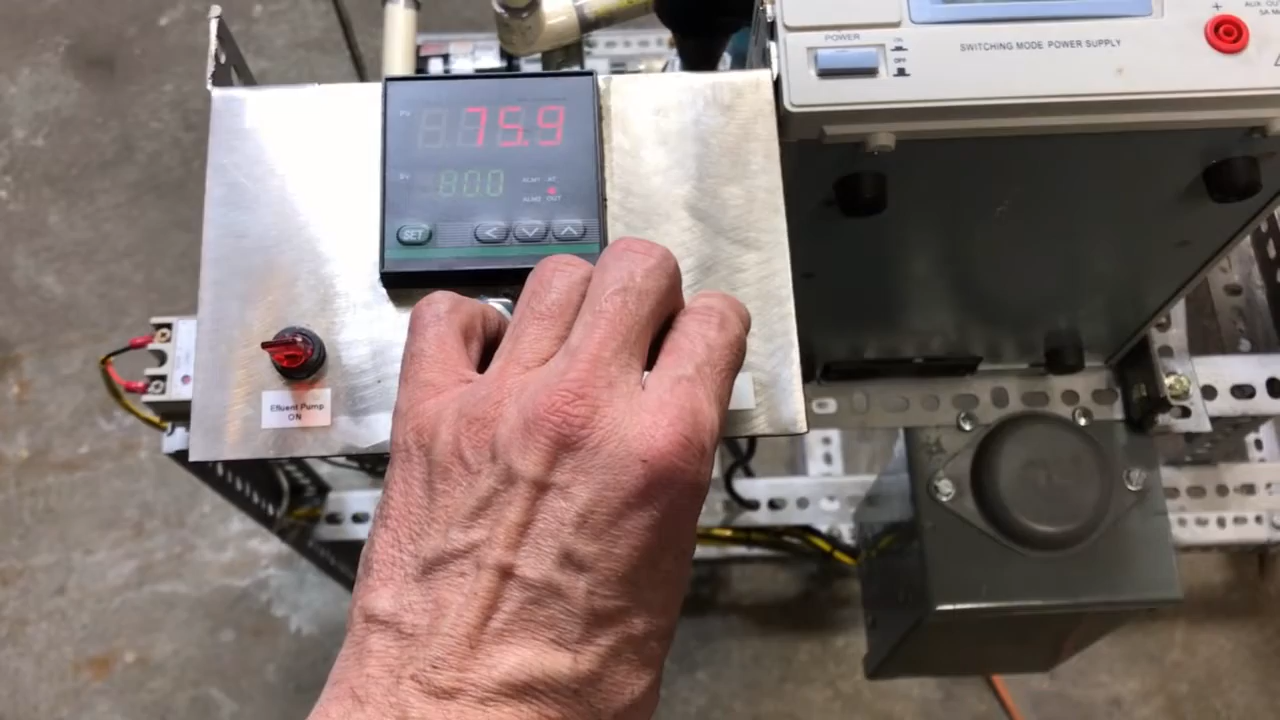 POWER
ON
OFF
SWITCHING MODE POWER SUPPLY
+
PV
75.9
SV
80.0
ALM1 AT
ALM2 OUT
SET
Effluent Pump
ON